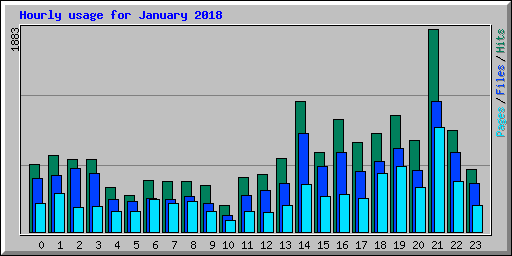 Hourly usage for January 2018
1883
Pages/Files/Hits
0 1 2 3 4 5 6 7 8 9 10 11 12 13 14 15 16 17 18 19 20 21 22 23